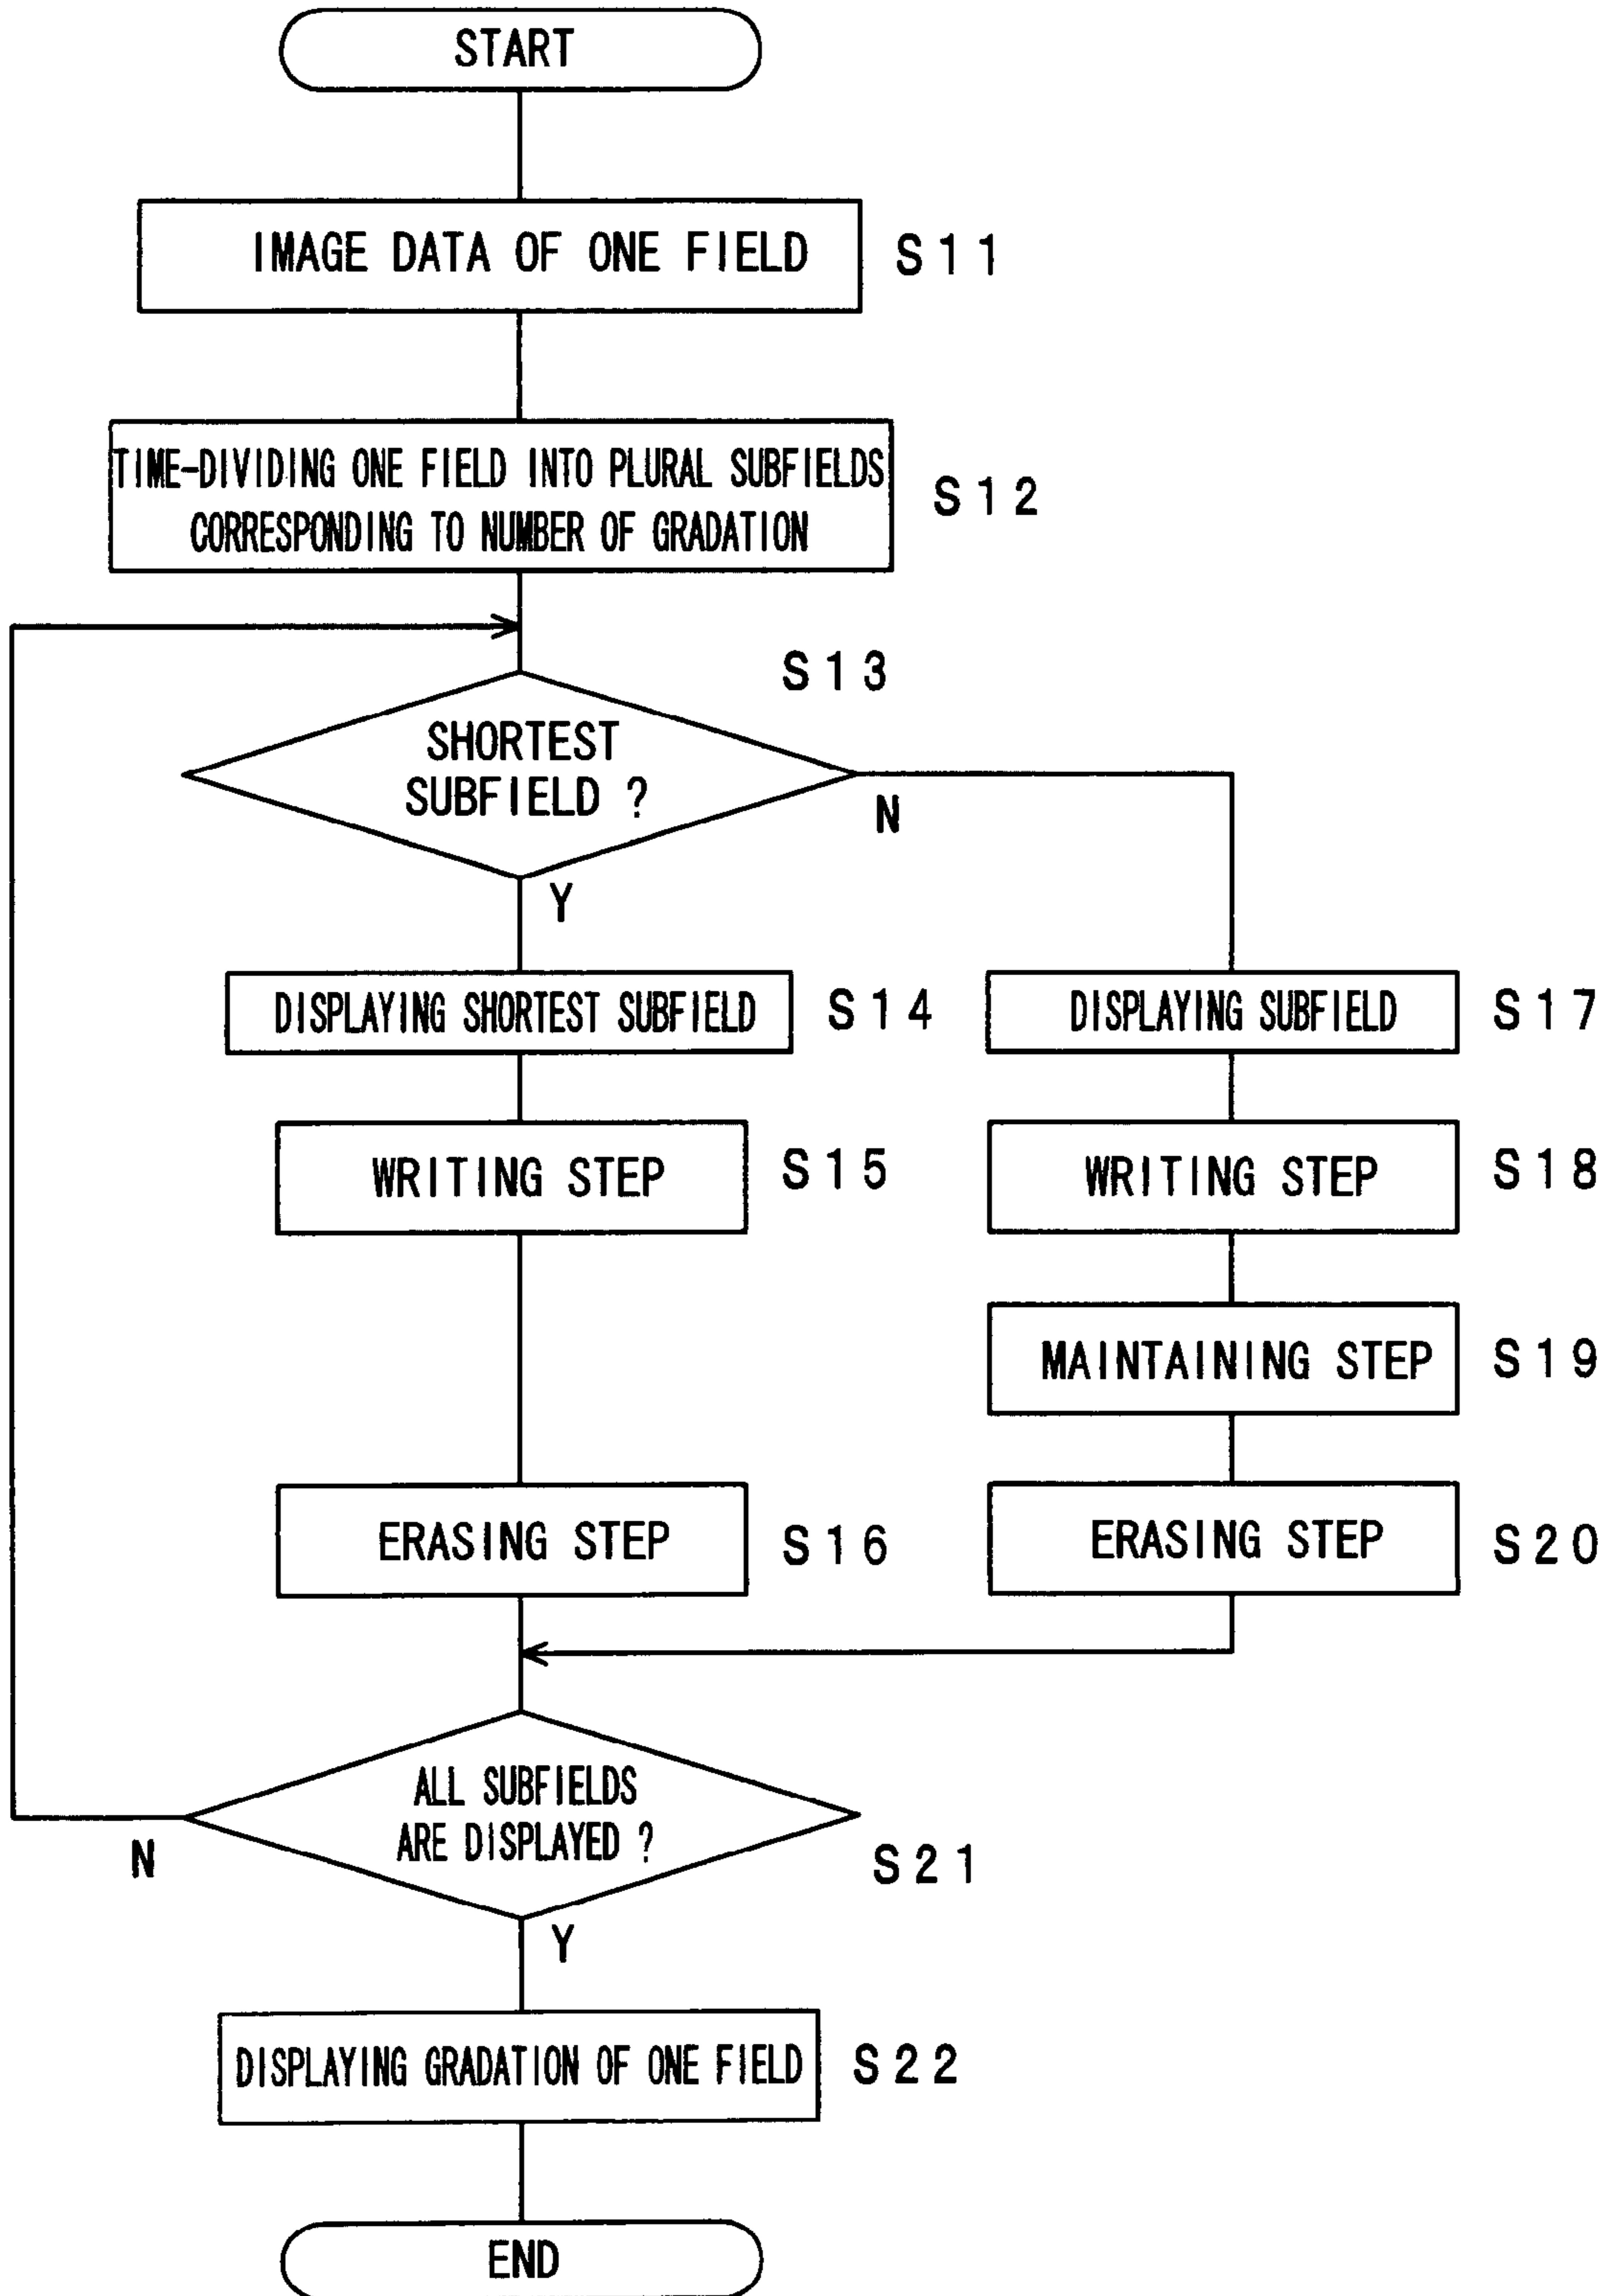 START
IMAGE DATA OF ONE FIELD
S11
TIME-DIVIDING ONE FIELD INTO PLURAL SUBFIELDS
CORRESPONDING TO NUMBER OF GRADATION
S12
S13
SHORTEST
SUBFIELD ?
N
Y
DISPLAYING SHORTEST SUBFIELD
S14
DISPLAYING SUBFIELD
S17
WRITING STEP
S15
WRITING STEP
S18
MAINTAINING STEP
S19
ERASING STEP
S16
ERASING STEP
S20
ALL SUBFIELDS
ARE DISPLAYED ?
N
S21
Y
DISPLAYING GRADATION OF ONE FIELD
S22
END